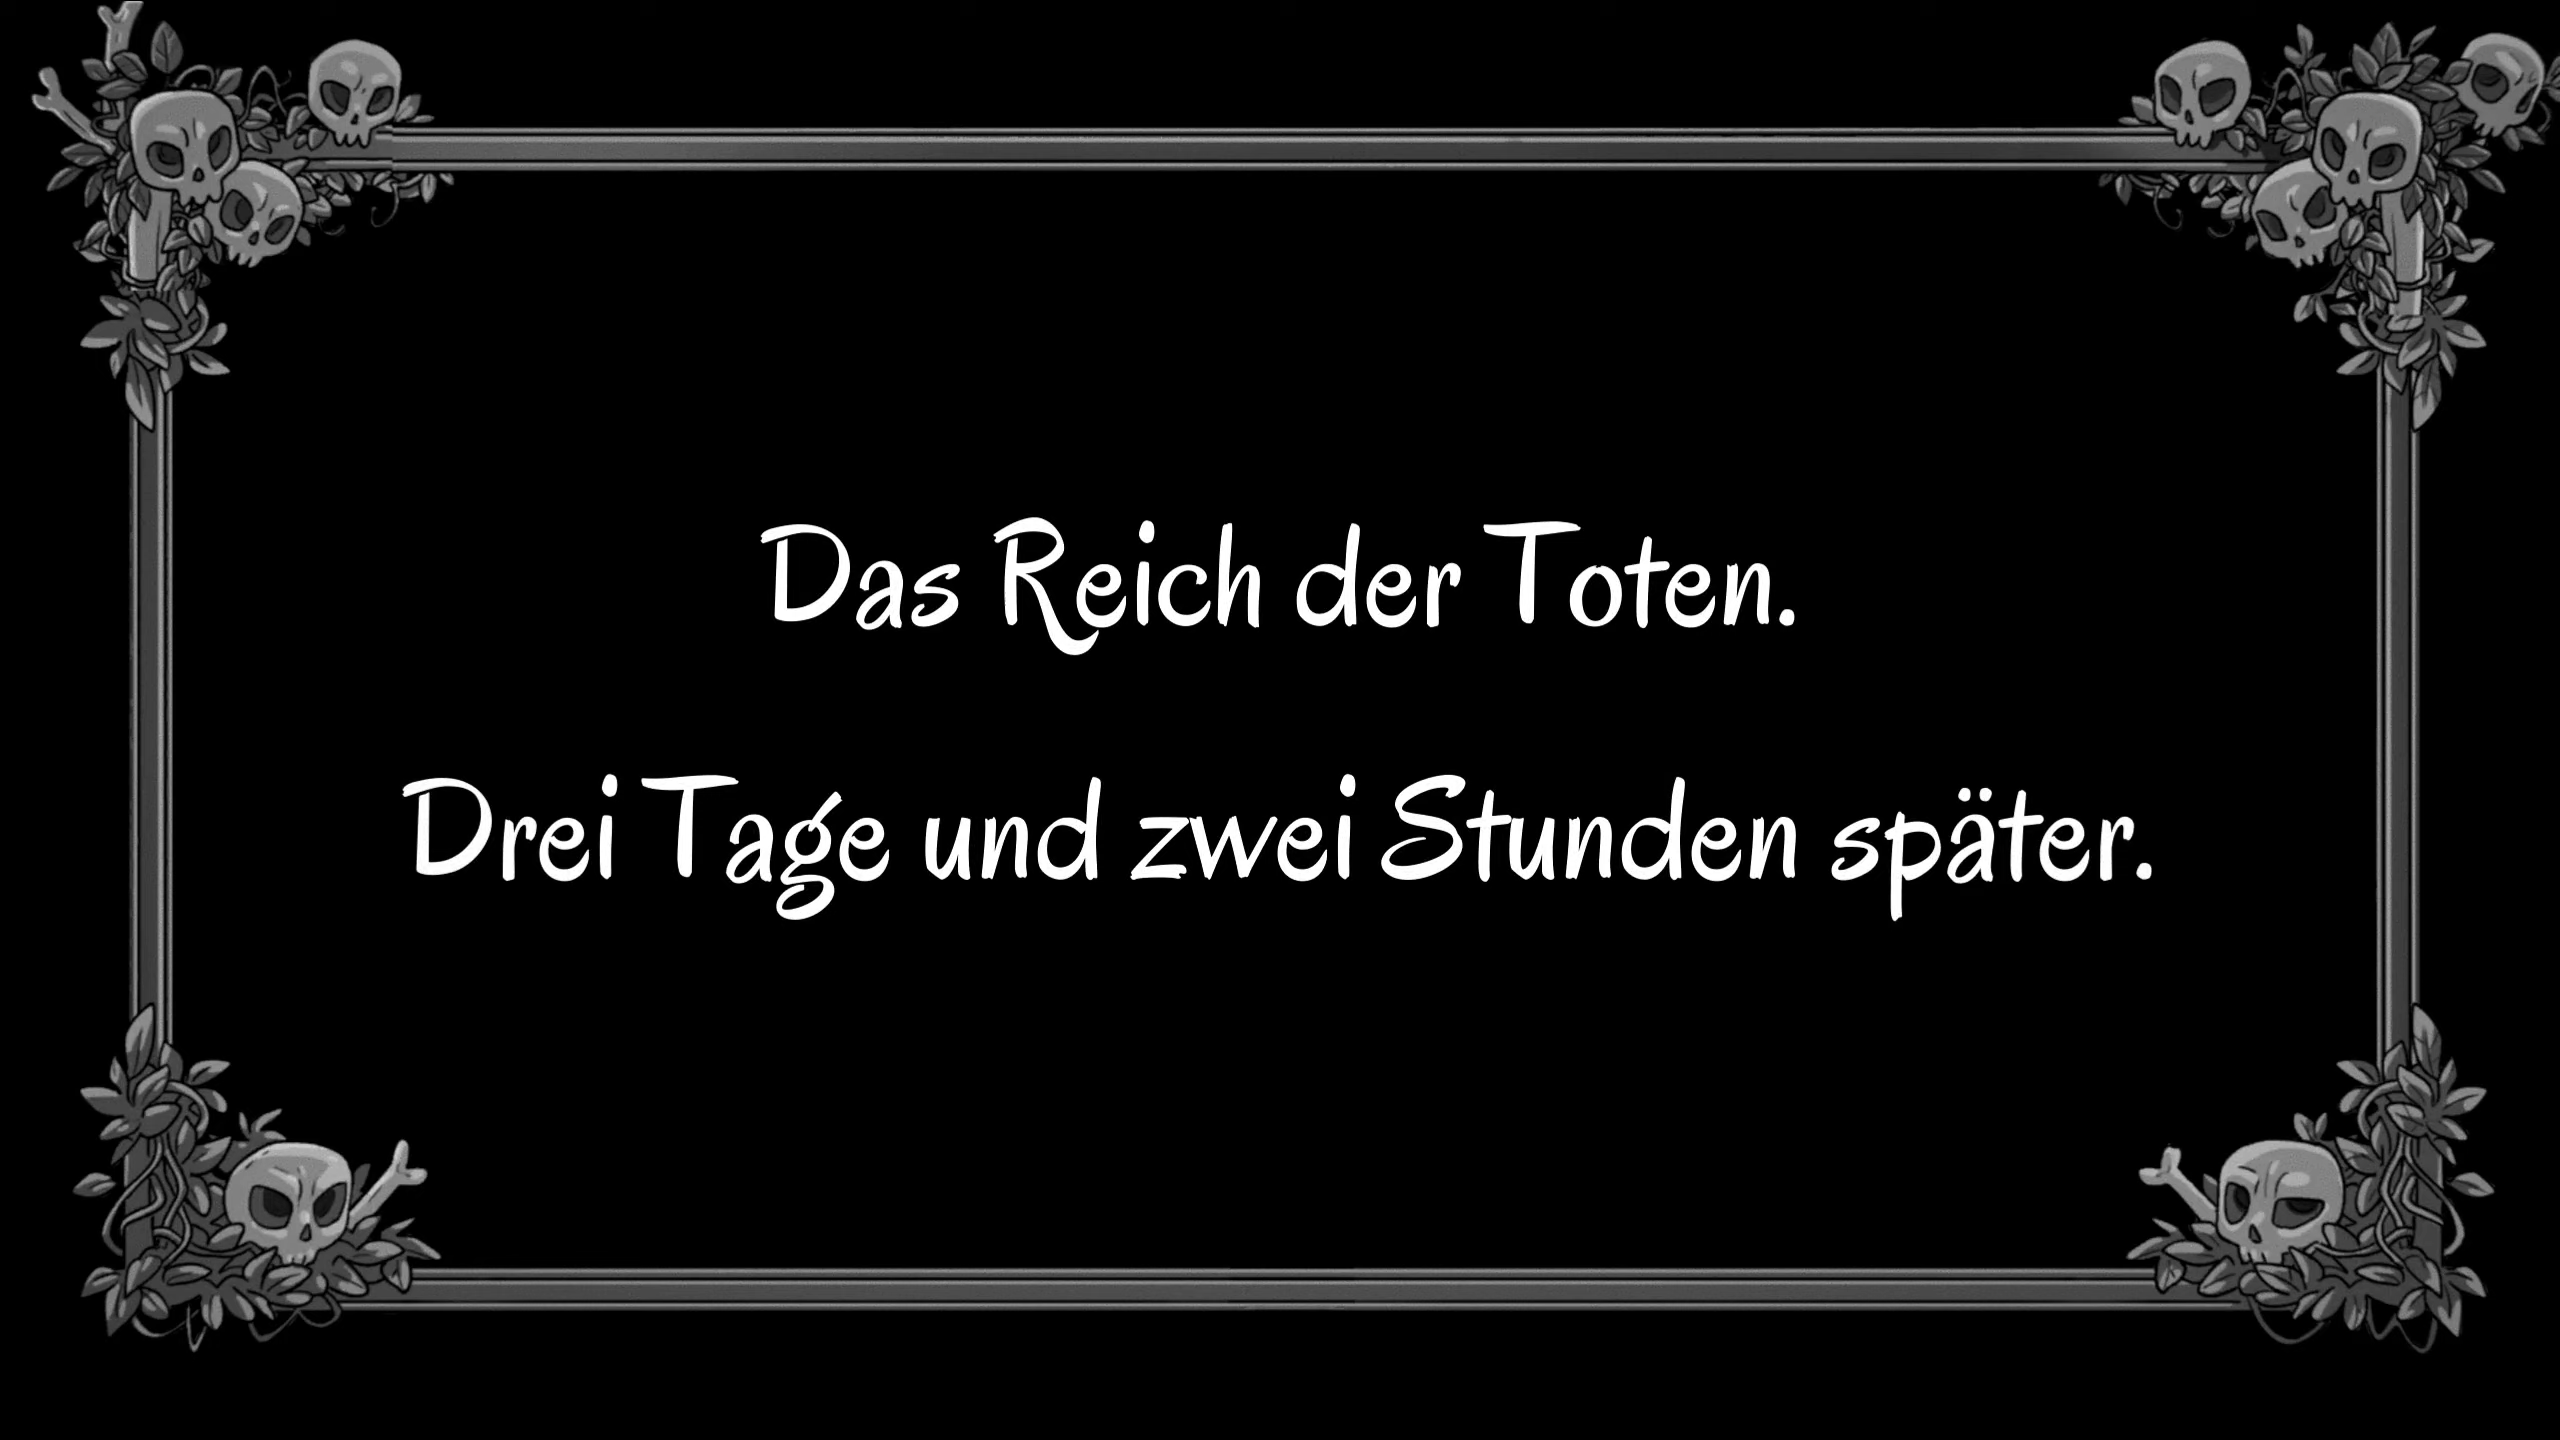 Das Reich der Toten.
Drei Tage und zwei Stunden später.